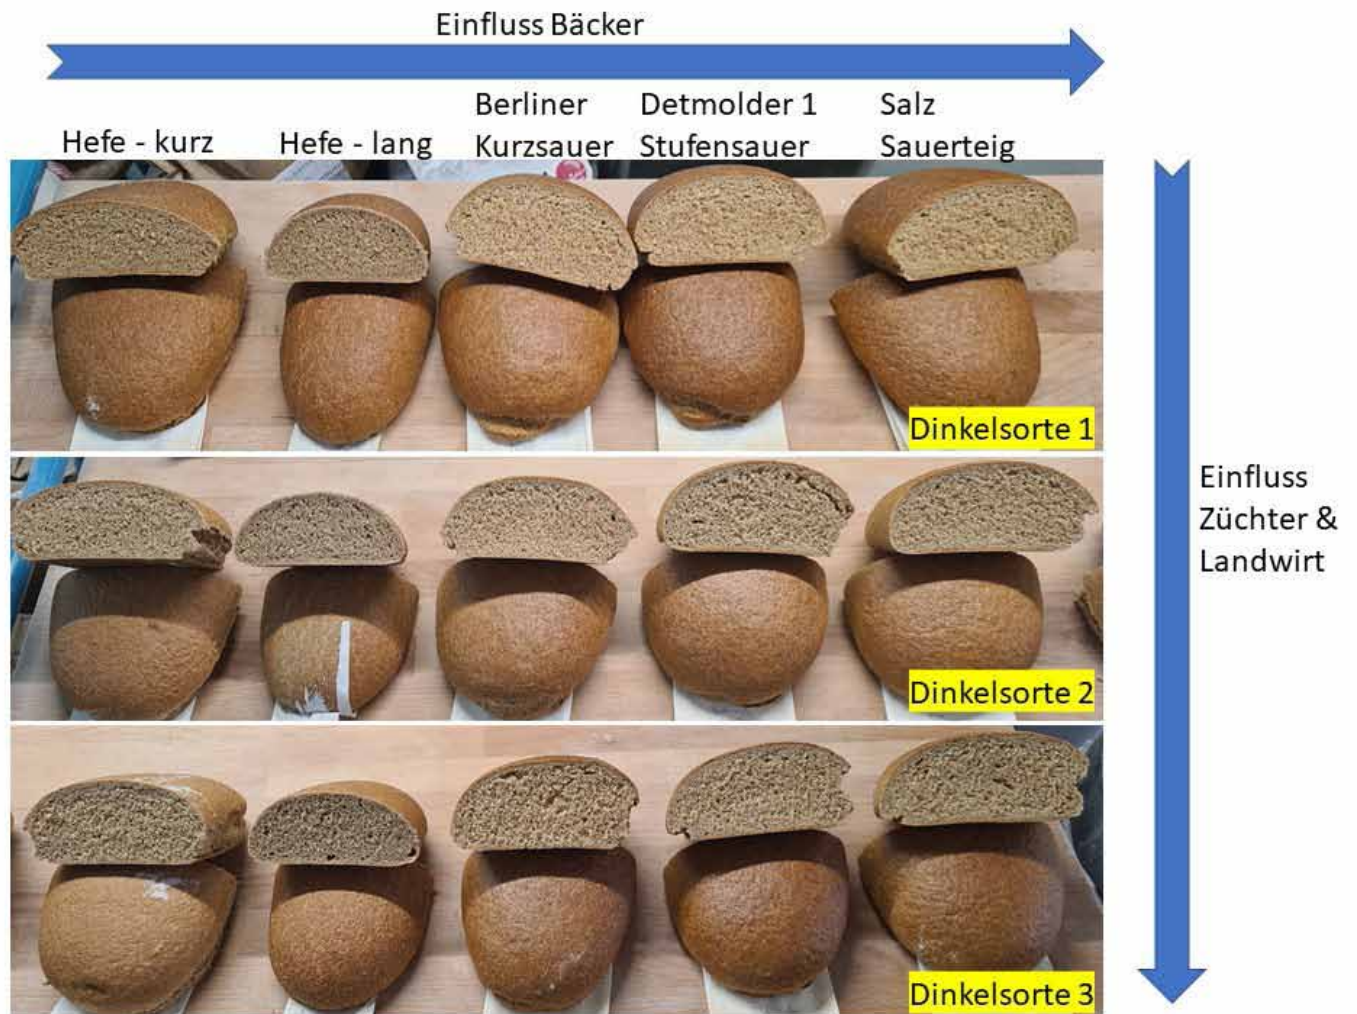 Einfluss Bäcker
Hefe - kurz
Hefe - lang
Berliner
Kurzsauer
Detmolder 1
Stufensauer
Salz
Sauerteig
Dinkelsorte 1
Dinkelsorte 2
Dinkelsorte 3
Einfluss
Züchter &
Landwirt